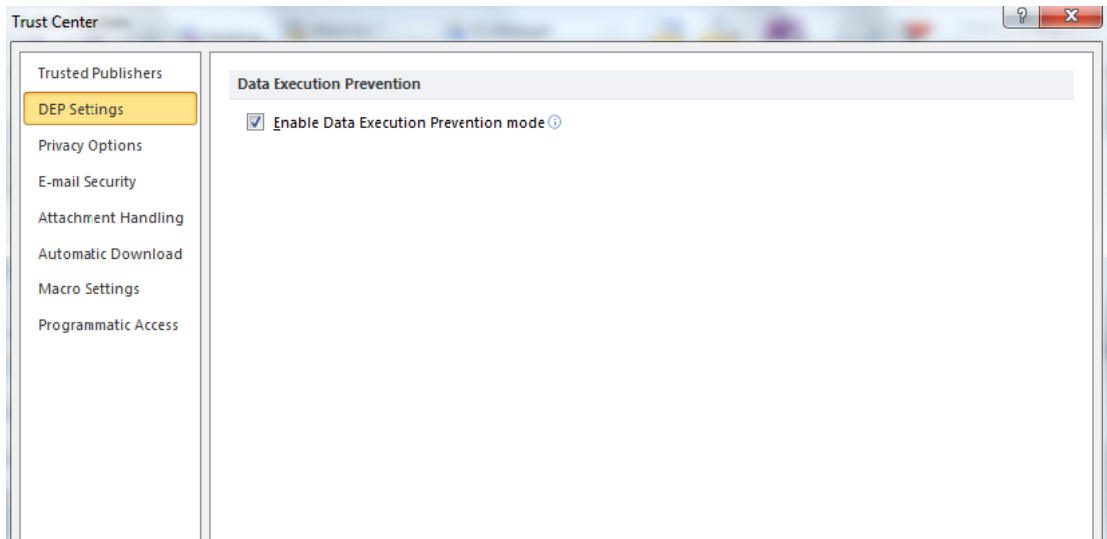 Trust Center
Trusted Publishers
DEP Settings
Privacy Options
E-mail Security
Attachment Handling
Automatic Download
Macro Settings
Programmatic Access
Data Execution Prevention
Enable Data Execution Prevention mode